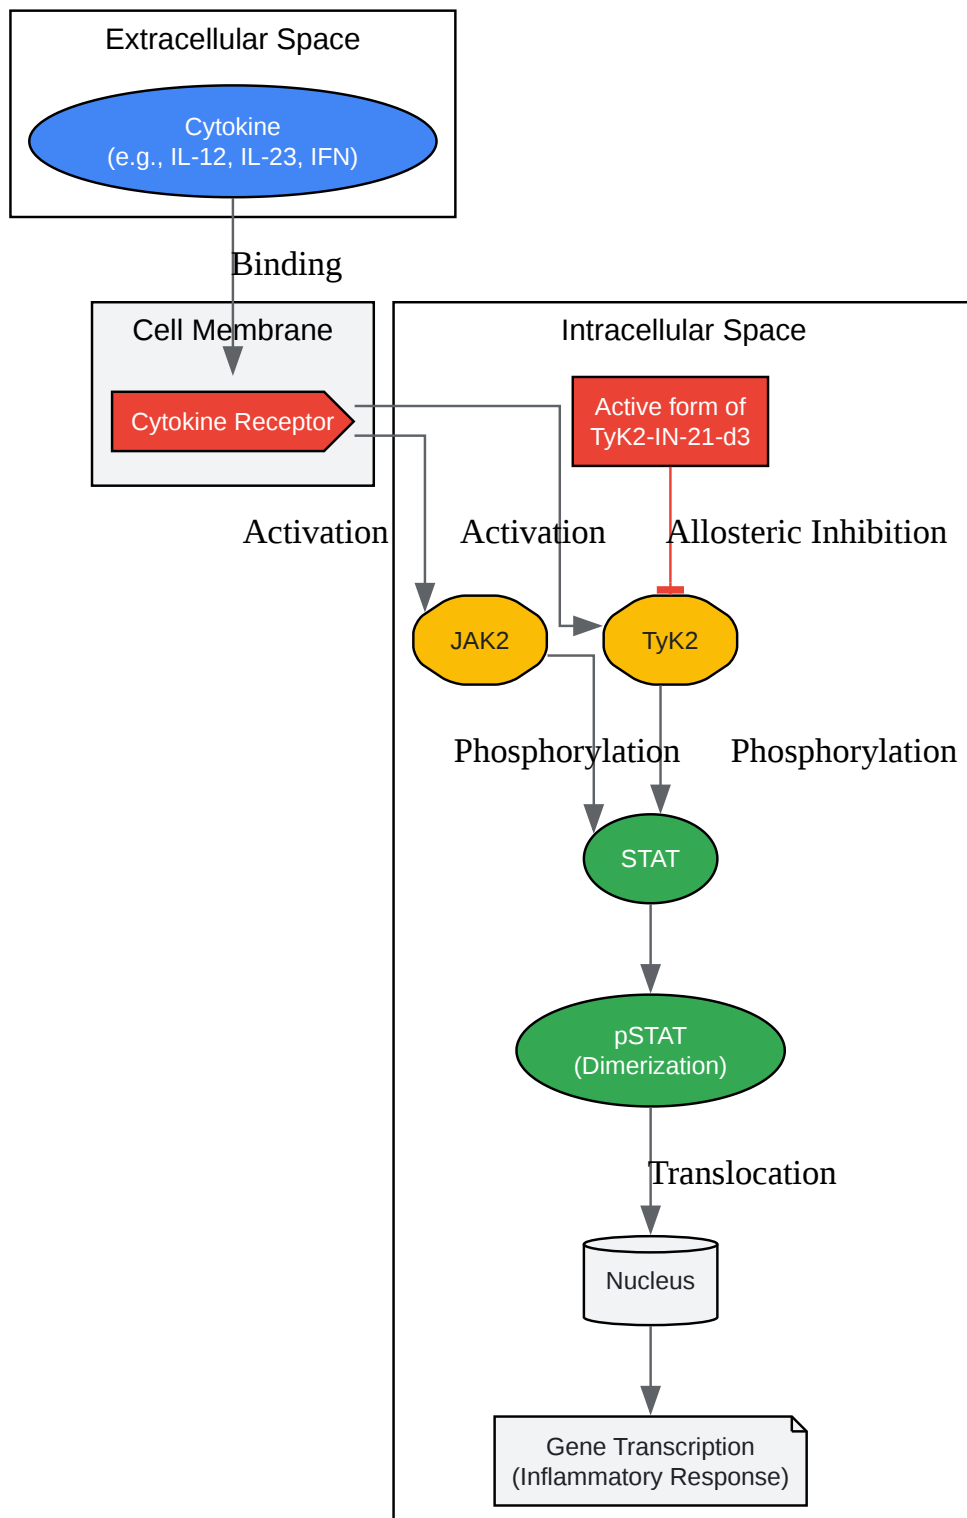 Extracellular Space
Cytokine
(e.g., IL-12, IL-23, IFN)
Binding
Cell Membrane
Intracellular Space
Cytokine Receptor
Active form of
TyK2-IN-21-d3
Activation
Activation
Allosteric Inhibition
JAK2
TyK2
Phosphorylation
Phosphorylation
STAT
pSTAT
(Dimerization)
Translocation
Nucleus
Gene Transcription
(Inflammatory Response)